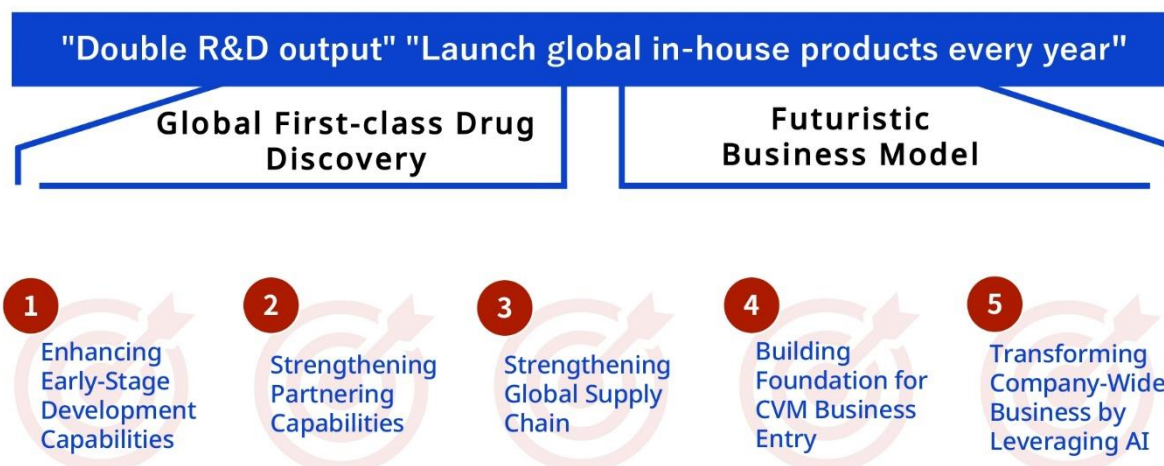 "Double R&D output" "Launch global in-house products every year"
Global First-class Drug
Discovery
Futuristic
Business Model
1
Enhancing
Early-Stage
Development
Capabilities
2
Strengthening
Partnering
Capabilities
3
Strengthening
Global Supply
Chain
4
Building
Foundation for
CVM Business
Entry
5
Transforming
Company-Wide
Business by
Leveraging AI